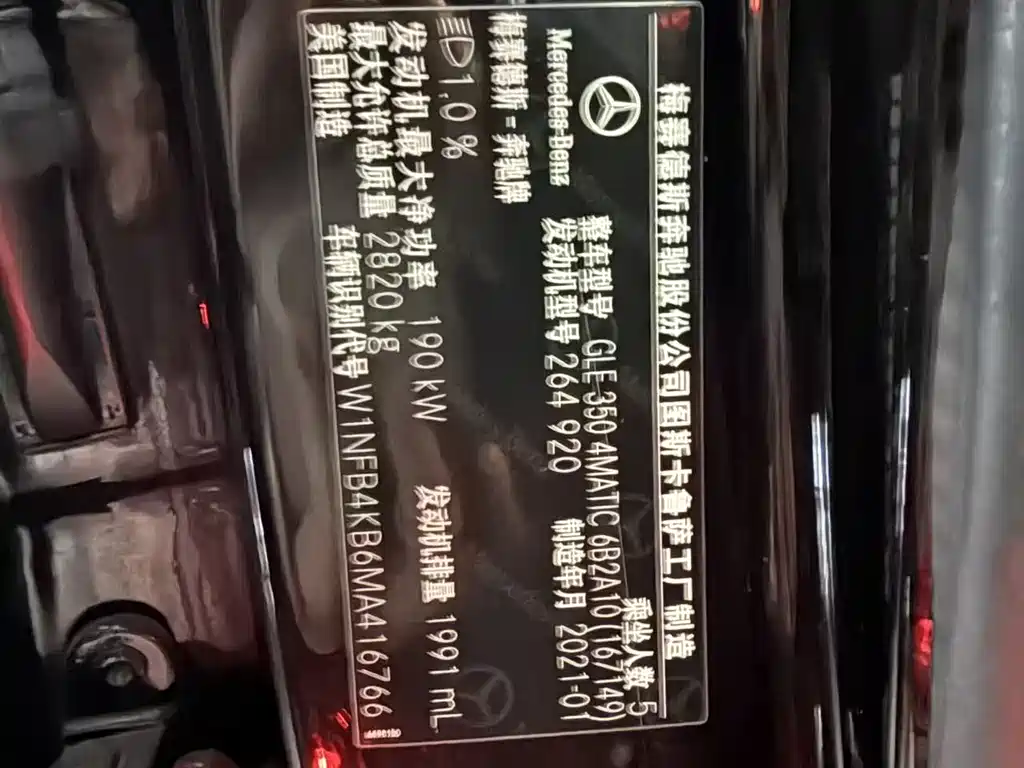 梅赛德斯奔驰股份公司图斯卡鲁萨工厂制造
乘坐人数 5
整车型号 GLE 350 4MATIC 6B2A10 (167.149)
Mercedes-Benz
发动机型号 264 920
制造年月 2021-01
梅赛德斯-奔驰牌
1,0 %
发动机最大净功率 190 kW
发动机排量 1991 mL
最大允许总质量 2820 kg
车辆识别代号 W1NFB4KB6MA416766
美国制造